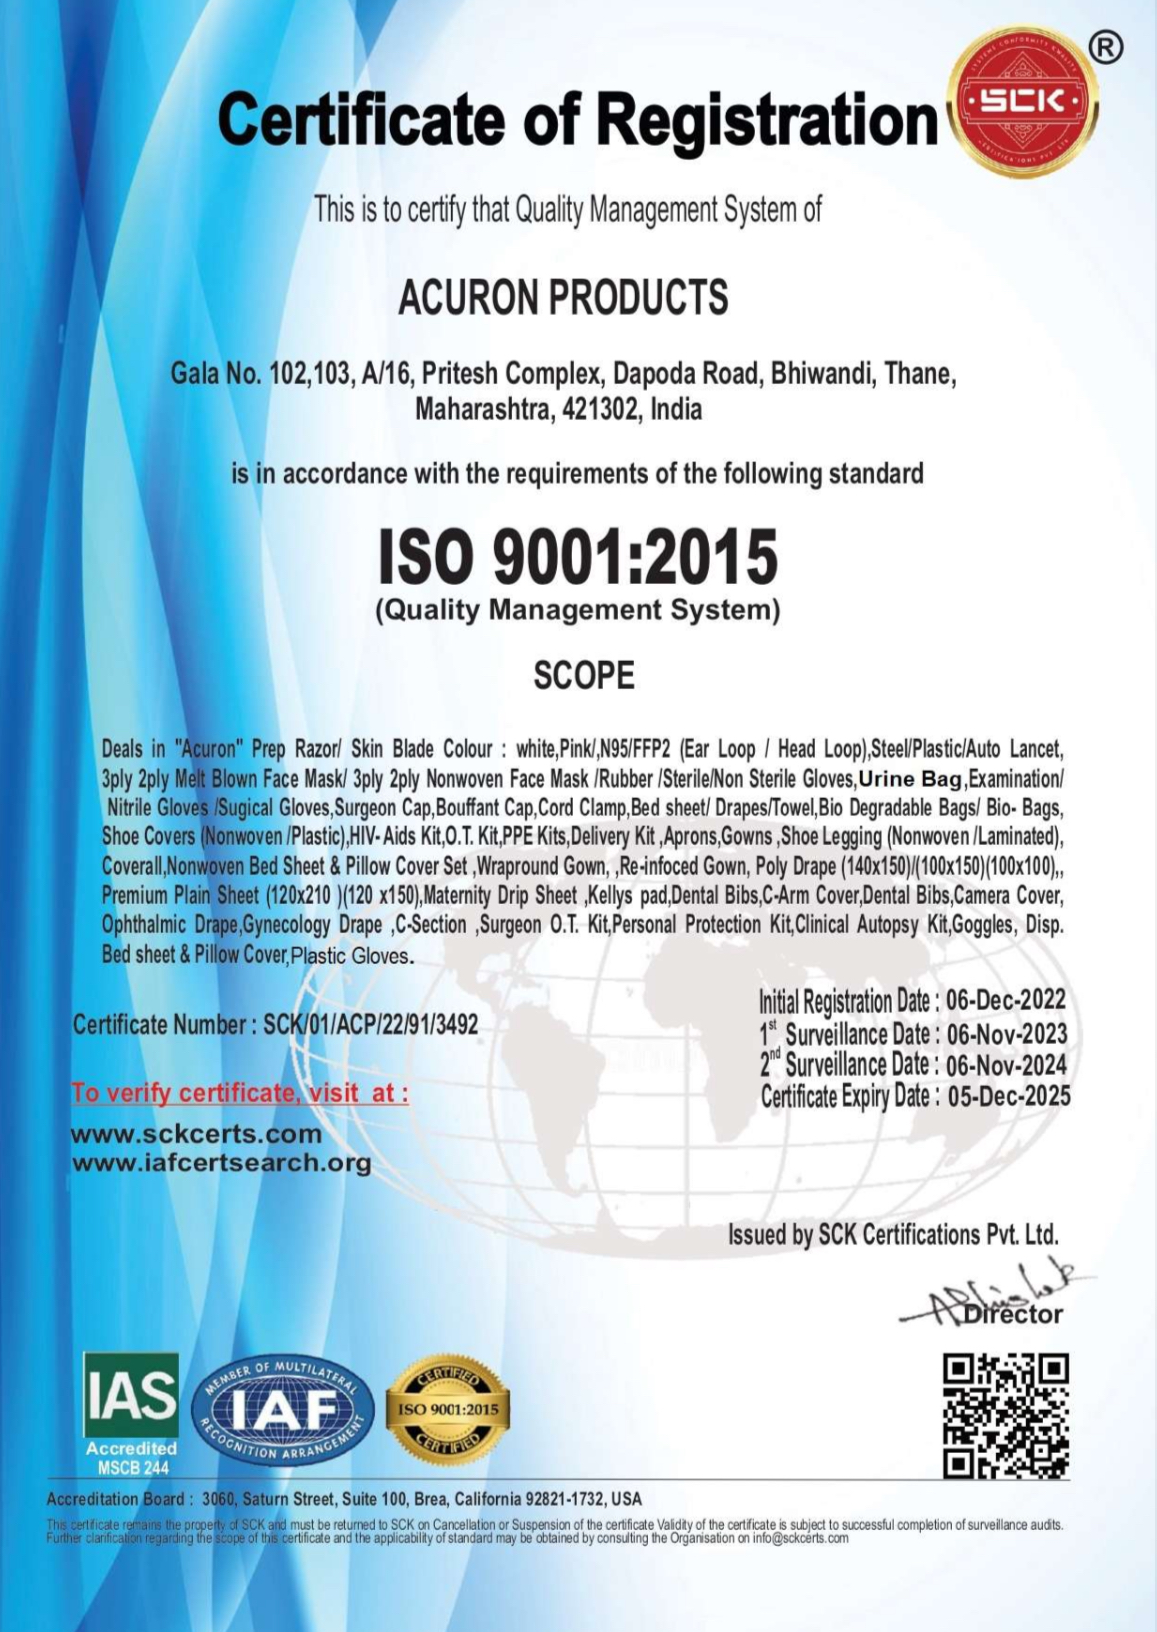 ®
SYSTEMS CONFORMITY KWALITY
SCK
CERTIFICATIONS PVT. LTD.
Certificate of Registration
This is to certify that Quality Management System of
ACURON PRODUCTS
Gala No. 102,103, A/16, Pritesh Complex, Dapoda Road, Bhiwandi, Thane,
Maharashtra, 421302, India
is in accordance with the requirements of the following standard
ISO 9001:2015
(Quality Management System)
SCOPE
Deals in "Acuron" Prep Razor/ Skin Blade Colour : white,Pink/,N95/FFP2 (Ear Loop / Head Loop),Steel/Plastic/Auto Lancet,
3ply 2ply Melt Blown Face Mask/ 3ply 2ply Nonwoven Face Mask /Rubber /Sterile/Non Sterile Gloves,Urine Bag,Examination/
Nitrile Gloves /Sugical Gloves,Surgeon Cap,Bouffant Cap,Cord Clamp,Bed sheet/ Drapes/Towel,Bio Degradable Bags/ Bio- Bags,
Shoe Covers (Nonwoven /Plastic),HIV- Aids Kit,O.T. Kit,PPE Kits,Delivery Kit ,Aprons,Gowns ,Shoe Legging (Nonwoven /Laminated),
Coverall,Nonwoven Bed Sheet & Pillow Cover Set ,Wrapround Gown, ,Re-infoced Gown, Poly Drape (140x150)/(100x150)(100x100),,
Premium Plain Sheet (120x210 )(120 x150),Maternity Drip Sheet ,Kellys pad,Dental Bibs,C-Arm Cover,Dental Bibs,Camera Cover,
Ophthalmic Drape,Gynecology Drape ,C-Section ,Surgeon O.T. Kit,Personal Protection Kit,Clinical Autopsy Kit,Goggles, Disp.
Bed sheet & Pillow Cover,Plastic Gloves.
Initial Registration Date : 06-Dec-2022
Certificate Number : SCK/01/ACP/22/91/3492
1st Surveillance Date : 06-Nov-2023
2nd Surveillance Date : 06-Nov-2024
Certificate Expiry Date : 05-Dec-2025
To verify certificate, visit at :
www.sckcerts.com
www.iafcertsearch.org
Issued by SCK Certifications Pvt. Ltd.
Abhishek
Director
IAS
Accredited
MSCB 244
MEMBER OF MULTILATERAL
IAF
RECOGNITION ARRANGEMENT
CERTIFIED
ISO 9001:2015
CERTIFIED
Accreditation Board : 3060, Saturn Street, Suite 100, Brea, California 92821-1732, USA
This certificate remains the property of SCK and must be returned to SCK on Cancellation or Suspension of the certificate Validity of the certificate is subject to successful completion of surveillance audits.
Further clarification regarding the scope of this certificate and the applicability of standard may be obtained by consulting the Organisation on info@sckcerts.com